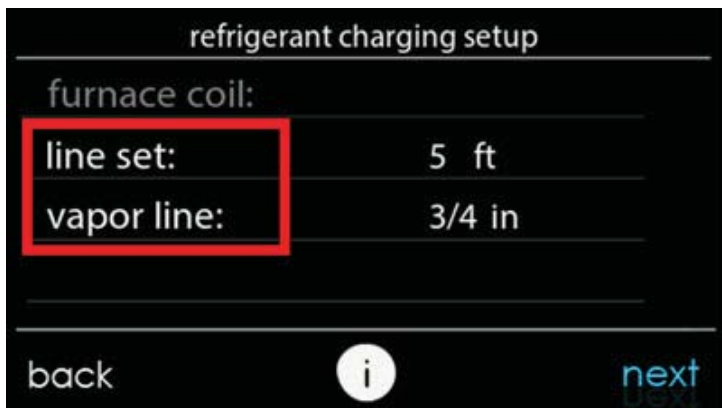 refrigerant charging setup
furnace coil:
line set: 5 ft
vapor line: 3/4 in
back i next